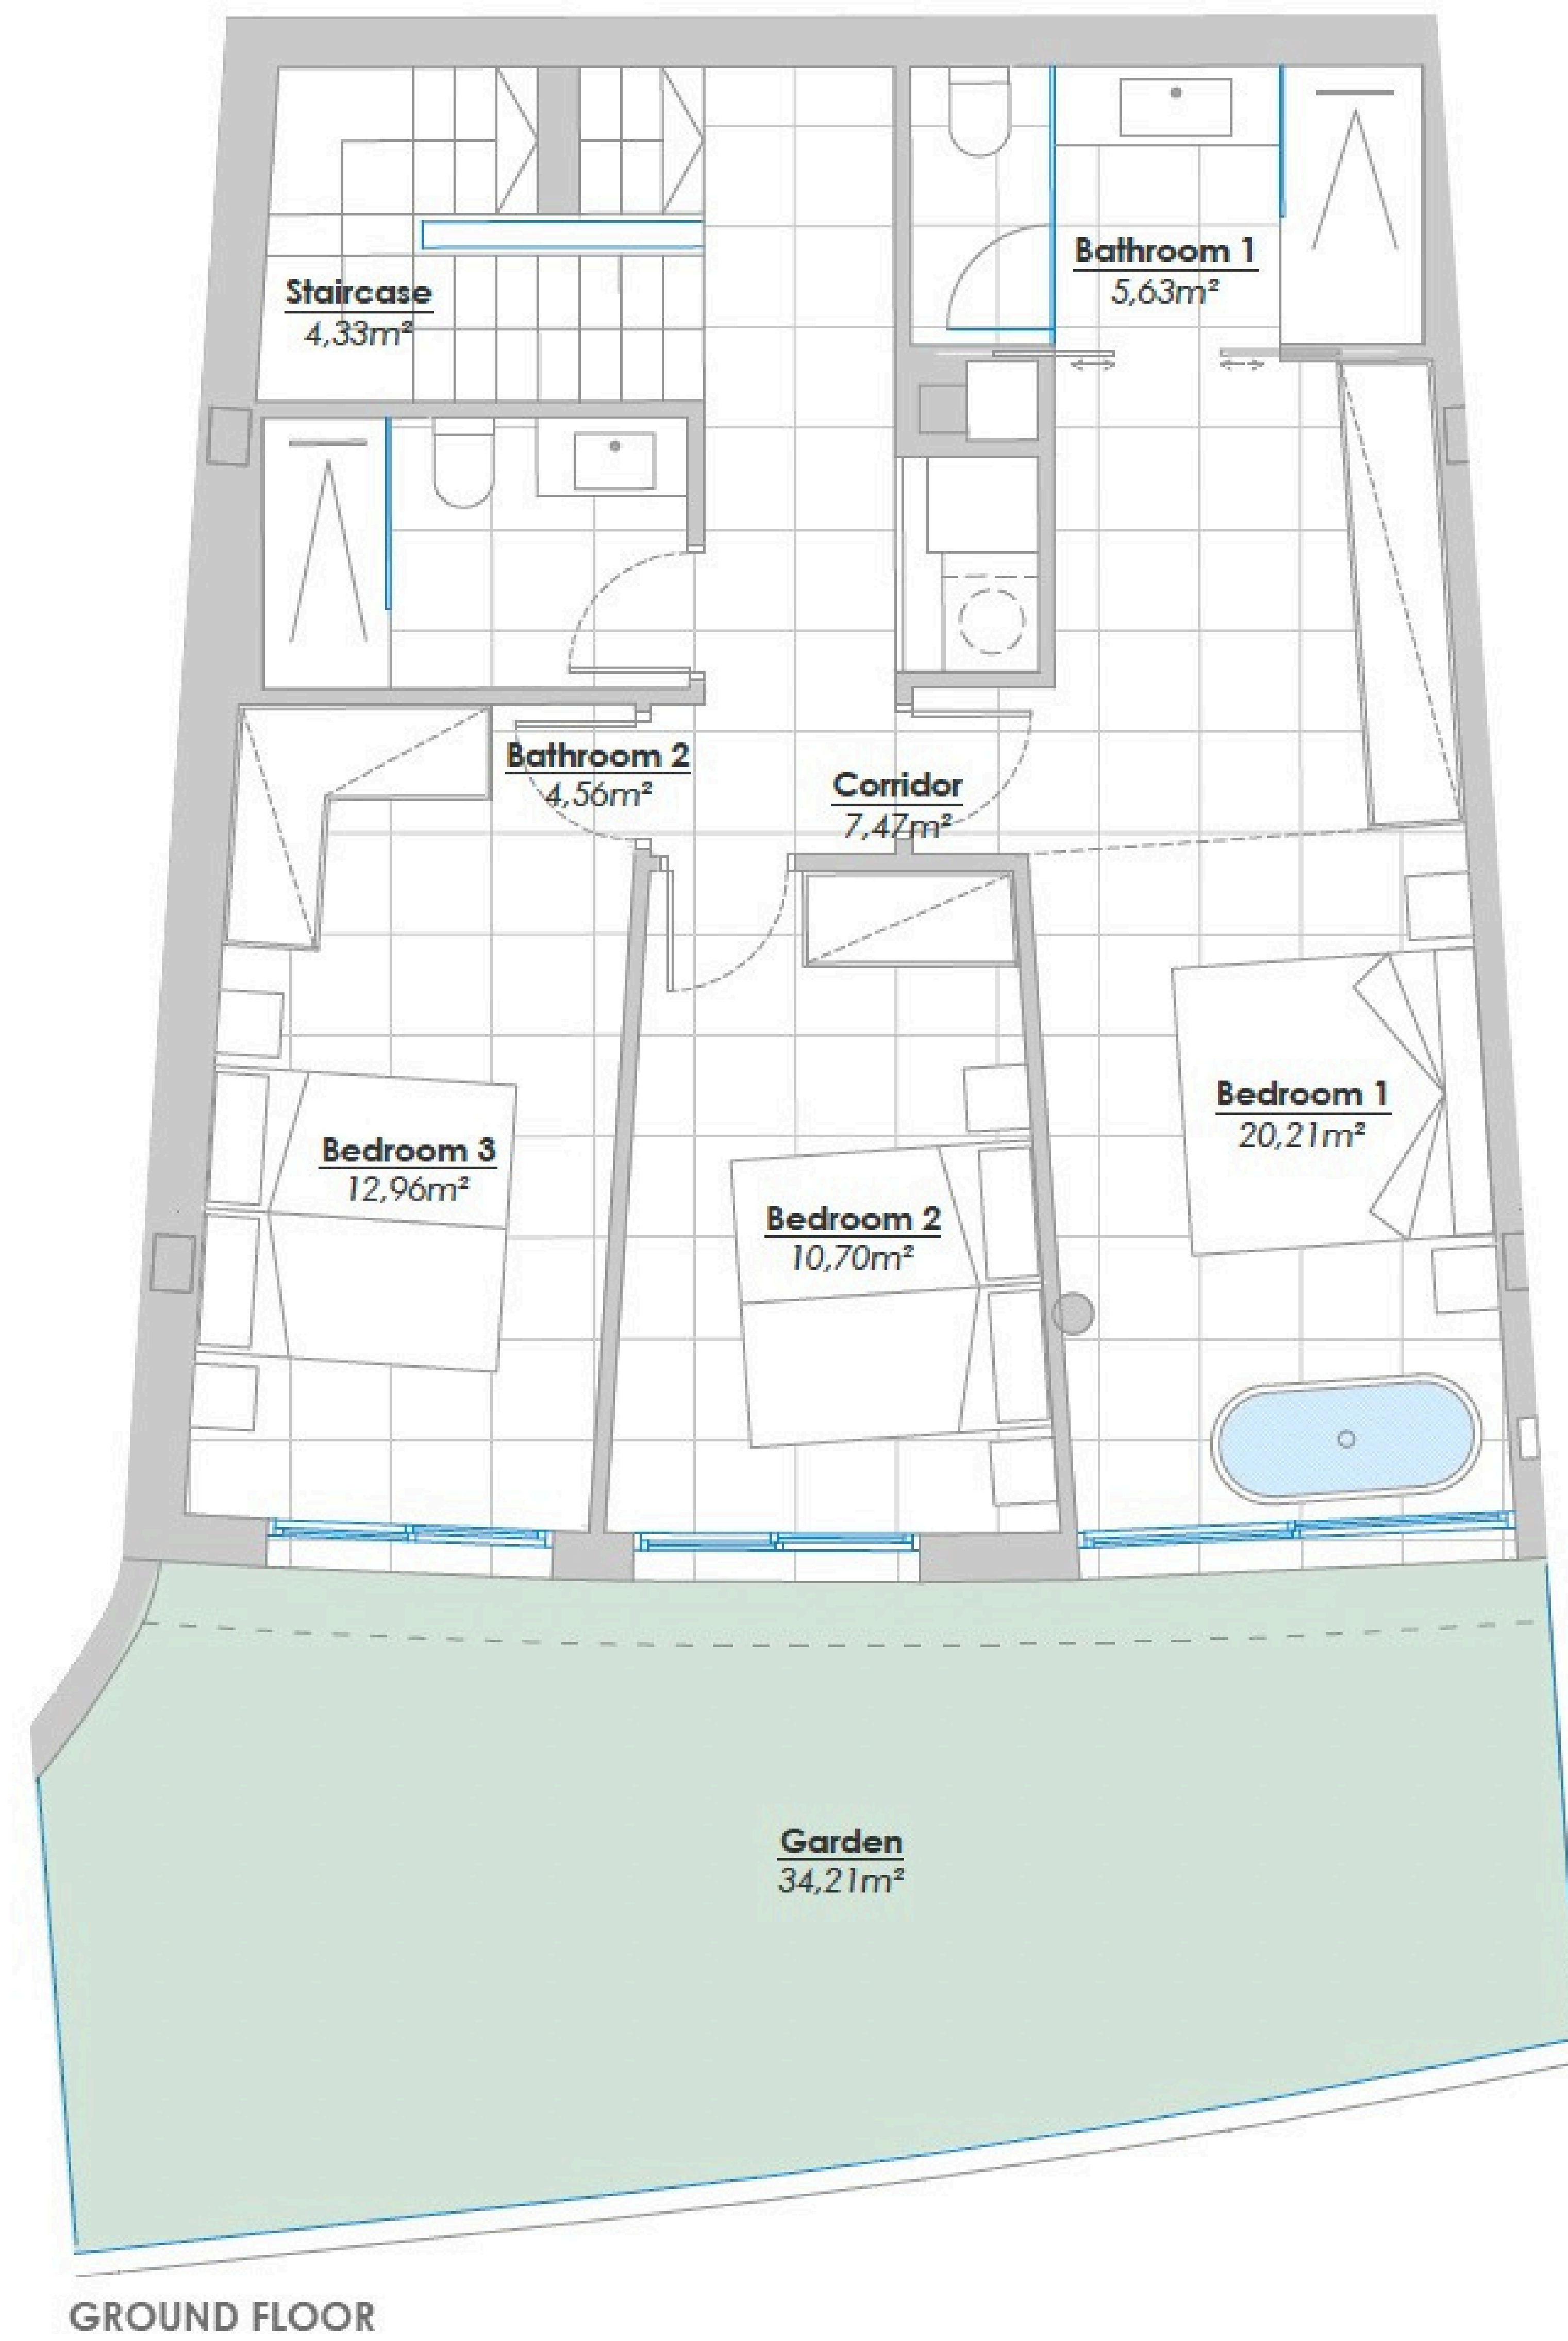 Bathroom 1
5,63m²
Staircase
4,33m²
Bathroom 2
4,56m²
Corridor
7,47m²
Bedroom 1
20,21m²
Bedroom 3
12,96m²
Bedroom 2
10,70m²
Garden
34,21m²
GROUND FLOOR